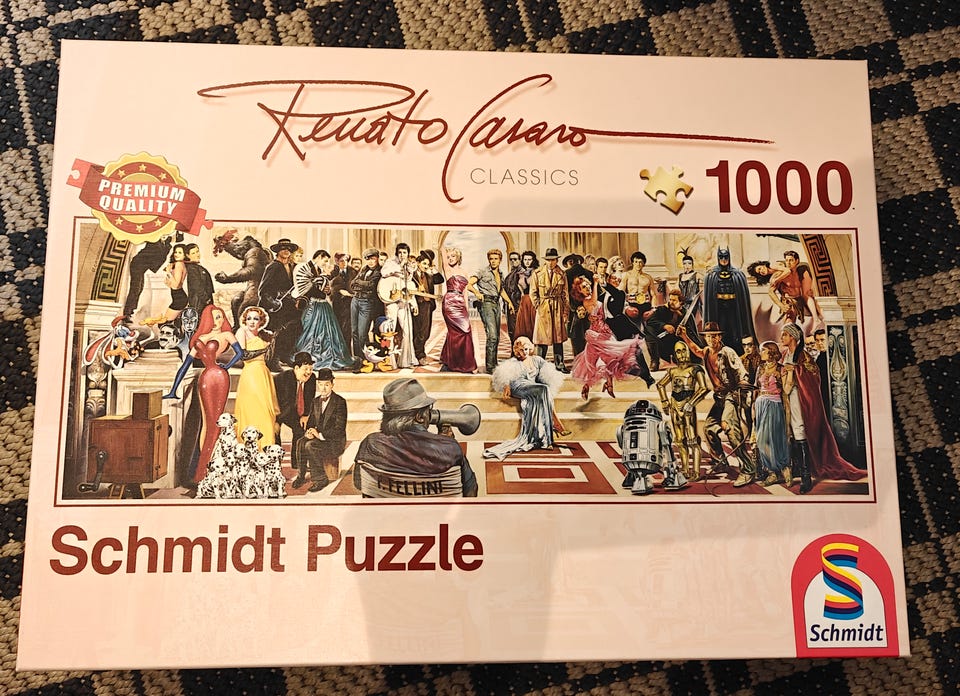 Renato Casaro
CLASSICS
PREMIUM
QUALITY
1000
F. FELLINI
Schmidt Puzzle
Schmidt